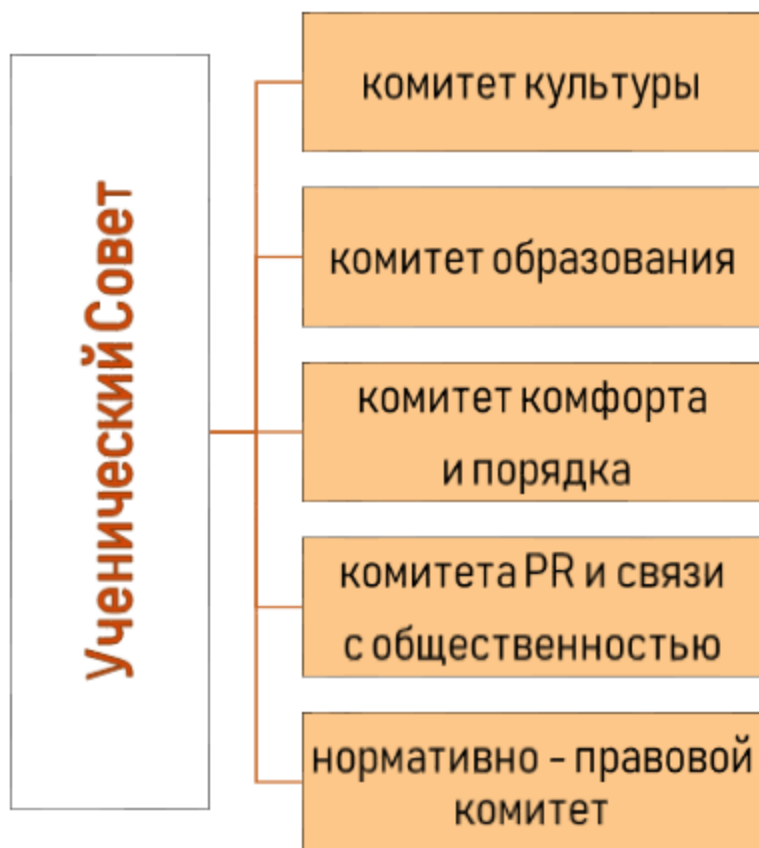 Ученический Совет
комитет культуры
комитет образования
комитет комфорта
и порядка
комитета PR и связи
с общественностью
нормативно - правовой
комитет